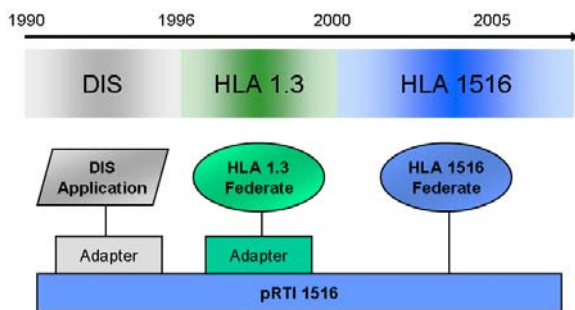 1990 1996 2000 2005
DIS HLA 1.3 HLA 1516
DIS
Application
HLA 1.3
Federate
HLA 1516
Federate
Adapter Adapter
pRTI 1516